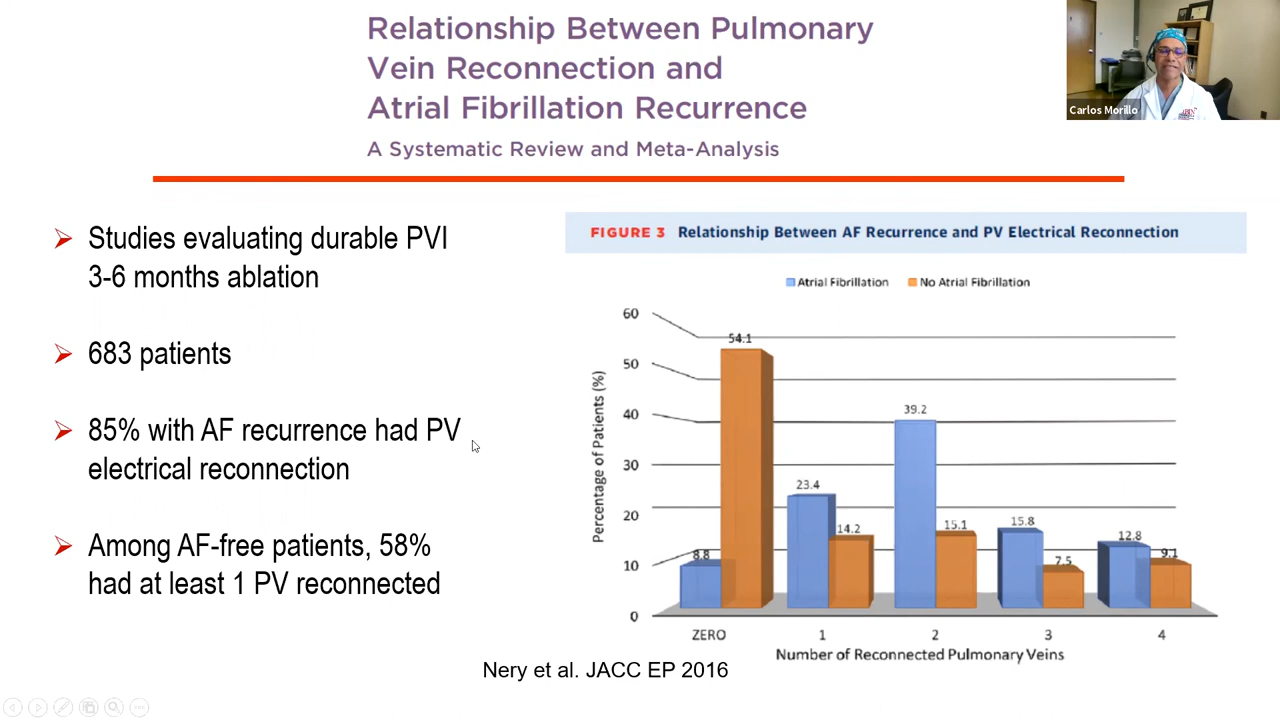 Relationship Between Pulmonary
Vein Reconnection and
Atrial Fibrillation Recurrence
A Systematic Review and Meta-Analysis
Carlos Morillo
Studies evaluating durable PVI
3-6 months ablation
683 patients
85% with AF recurrence had PV
electrical reconnection
Among AF-free patients, 58%
had at least 1 PV reconnected
FIGURE 3 Relationship Between AF Recurrence and PV Electrical Reconnection
Atrial Fibrillation No Atrial Fibrillation
Percentage of Patients (%)
60
50
40
30
20
10
0
8.8
54.1
23.4
14.2
39.2
15.1
15.8
7.5
12.8
9.1
ZERO 1 2 3 4
Number of Reconnected Pulmonary Veins
Nery et al. JACC EP 2016